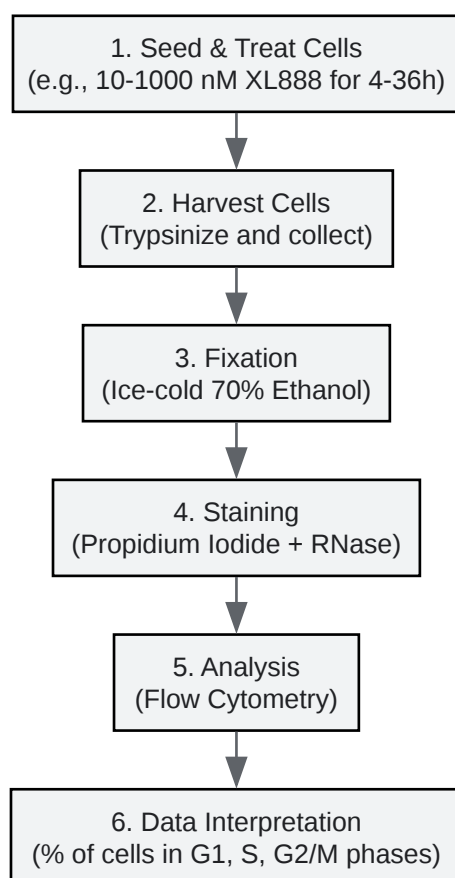 1. Seed & Treat Cells
(e.g., 10-1000 nM XL888 for 4-36h)
2. Harvest Cells
(Trypsinize and collect)
3. Fixation
(Ice-cold 70% Ethanol)
4. Staining
(Propidium Iodide + RNase)
5. Analysis
(Flow Cytometry)
6. Data Interpretation
(% of cells in G1, S, G2/M phases)